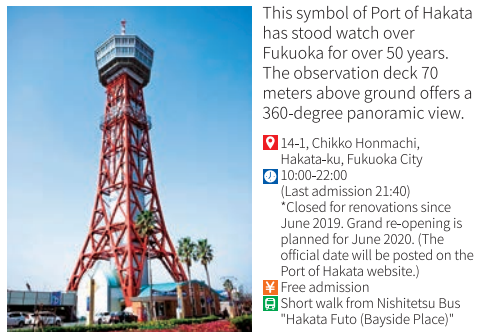 This symbol of Port of Hakata
has stood watch over
Fukuoka for over 50 years.
The observation deck 70
meters above ground offers a
360-degree panoramic view.
14-1, Chikko Honmachi,
Hakata-ku, Fukuoka City
10:00-22:00
(Last admission 21:40)
*Closed for renovations since
June 2019. Grand re-opening is
planned for June 2020. (The
official date will be posted on the
Port of Hakata website.)
¥ Free admission
Short walk from Nishitetsu Bus
"Hakata Futo (Bayside Place)"